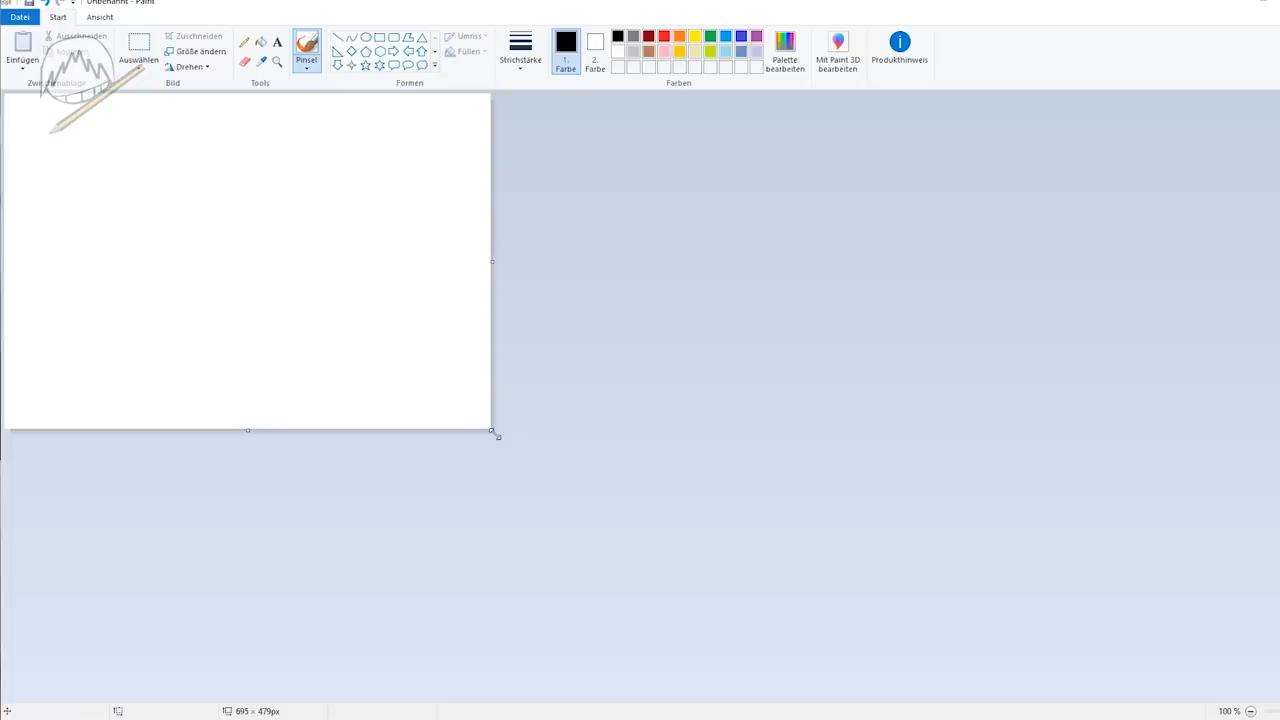 Unbenannt - Paint
Datei Start Ansicht
Einfügen
Ausschneiden
Zwischenablage
Auswählen
Zuschneiden
Größe ändern
Drehen
Bild
A
Tools
Pinsel
Umriss
Füllen
Formen
Strichstärke
1. Farbe
2. Farbe
Palette bearbeiten
Mit Paint 3D bearbeiten
Produkthinweis
Farben
695 × 479px
100 %